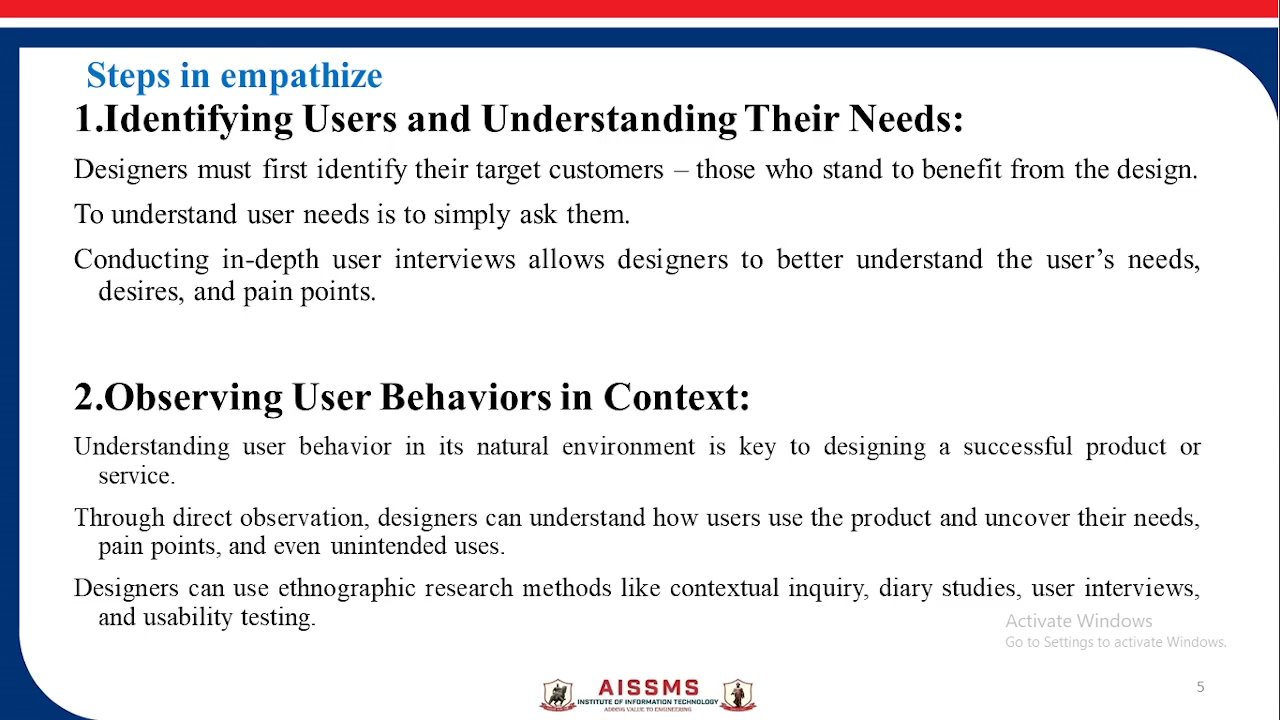 Steps in empathize
1.Identifying Users and Understanding Their Needs:
Designers must first identify their target customers – those who stand to benefit from the design.
To understand user needs is to simply ask them.
Conducting in-depth user interviews allows designers to better understand the user’s needs,
desires, and pain points.
2.Observing User Behaviors in Context:
Understanding user behavior in its natural environment is key to designing a successful product or
service.
Through direct observation, designers can understand how users use the product and uncover their needs,
pain points, and even unintended uses.
Designers can use ethnographic research methods like contextual inquiry, diary studies, user interviews,
and usability testing.
Activate Windows
Go to Settings to activate Windows.
5
AISSMS
INSTITUTE OF INFORMATION TECHNOLOGY
ADDING VALUE TO ENGINEERING